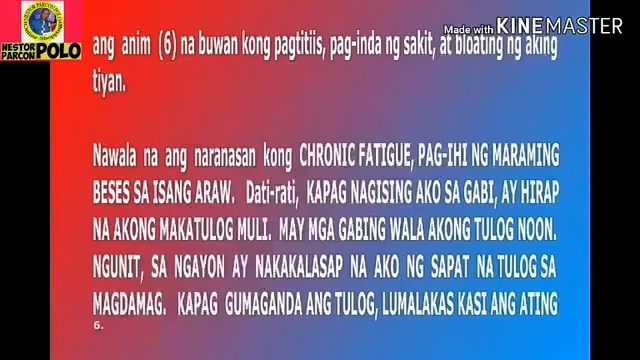 NESTOR
PARCON POLO
Made with KINEMASTER
ang anim (6) na buwan kong pagtitiis, pag-inda ng sakit, at bloating ng aking
tiyan.
Nawala na ang naranasan kong CHRONIC FATIGUE, PAG-IHI NG MARAMING
BESES SA ISANG ARAW. Dati-rati, KAPAG NAGISING AKO SA GABI, AY HIRAP
NA AKONG MAKATULOG MULI. MAY MGA GABING WALA AKONG TULOG NOON.
NGUNIT, SA NGAYON AY NAKAKALASAP NA AKO NG SAPAT NA TULOG SA
MAGDAMAG. KAPAG GUMAGANDA ANG TULOG, LUMALAKAS KASI ANG ATING
6.